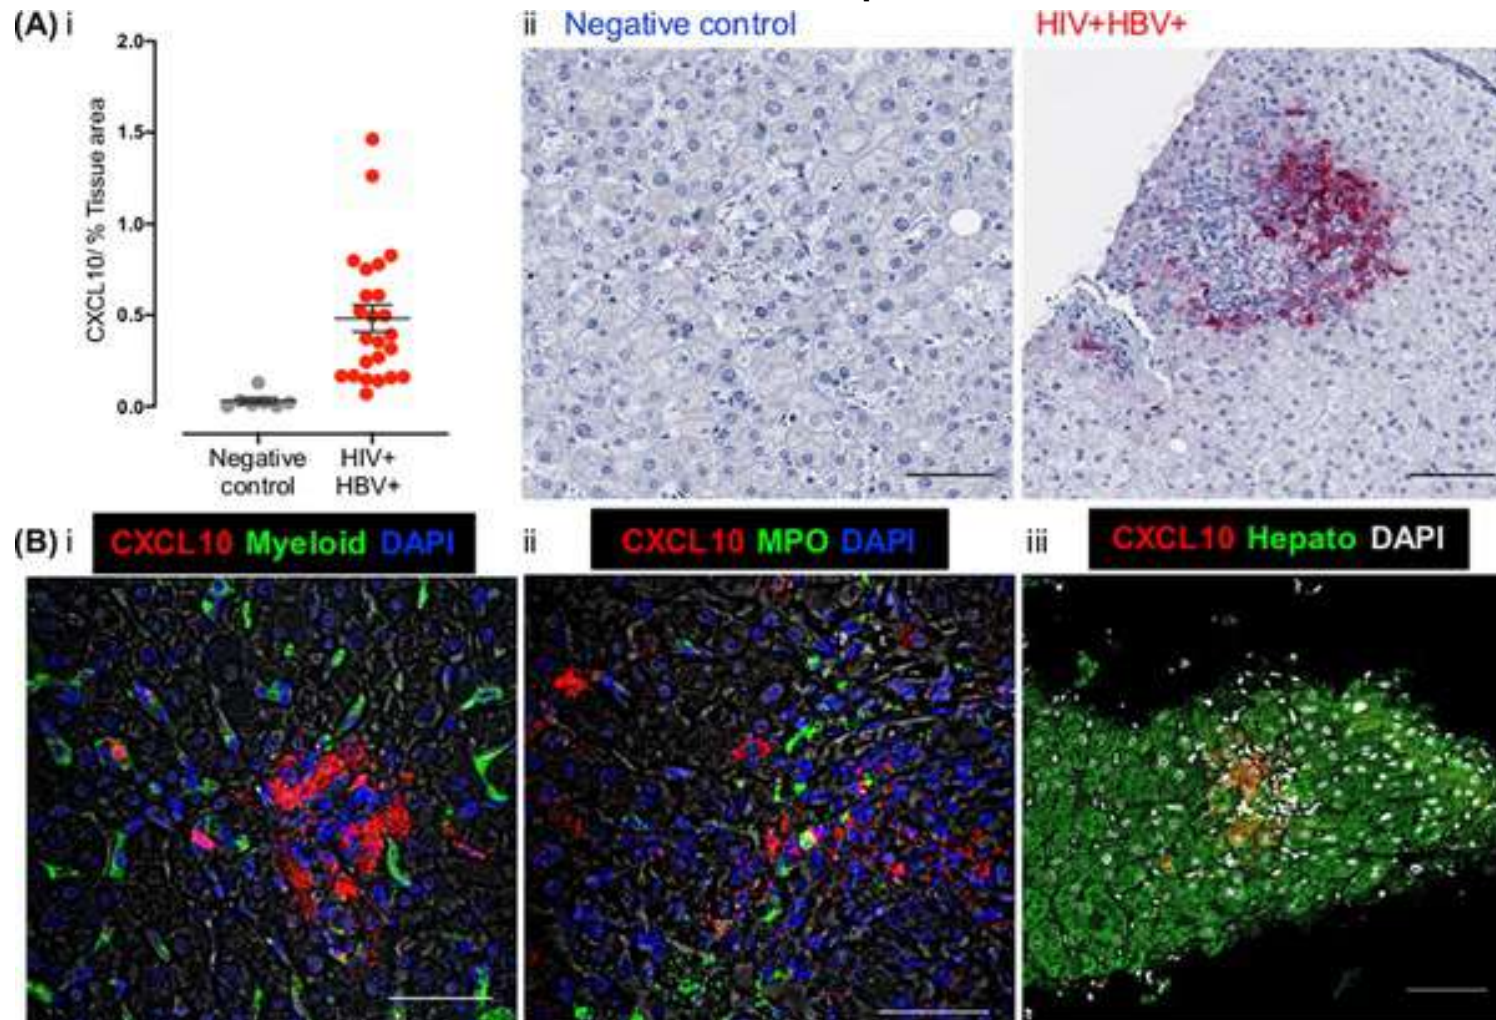 (A) i
ii Negative control
HIV+HBV+
CXCL10/ % Tissue area
2.0
1.5
1.0
0.5
0.0
Negative control
HIV+ HBV+
(B) i CXCL10 Myeloid DAPI
ii CXCL10 MPO DAPI
iii CXCL10 Hepato DAPI